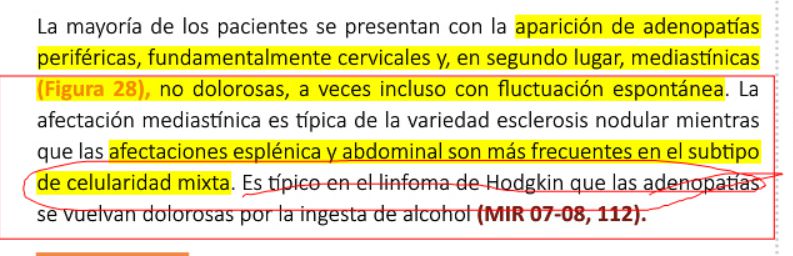 La mayoría de los pacientes se presentan con la aparición de adenopatías
periféricas, fundamentalmente cervicales y, en segundo lugar, mediastínicas
(Figura 28), no dolorosas, a veces incluso con fluctuación espontánea. La
afectación mediastínica es típica de la variedad esclerosis nodular mientras
que las afectaciones esplénica y abdominal son más frecuentes en el subtipo
de celularidad mixta. Es típico en el linfoma de Hodgkin que las adenopatías
se vuelvan dolorosas por la ingesta de alcohol (MIR 07-08, 112).